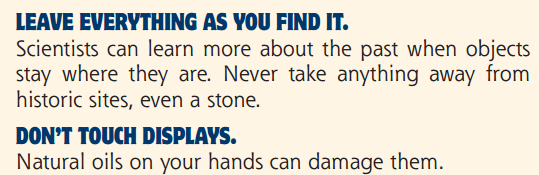 LEAVE EVERYTHING AS YOU FIND IT.
Scientists can learn more about the past when objects
stay where they are. Never take anything away from
historic sites, even a stone.
DON'T TOUCH DISPLAYS.
Natural oils on your hands can damage them.